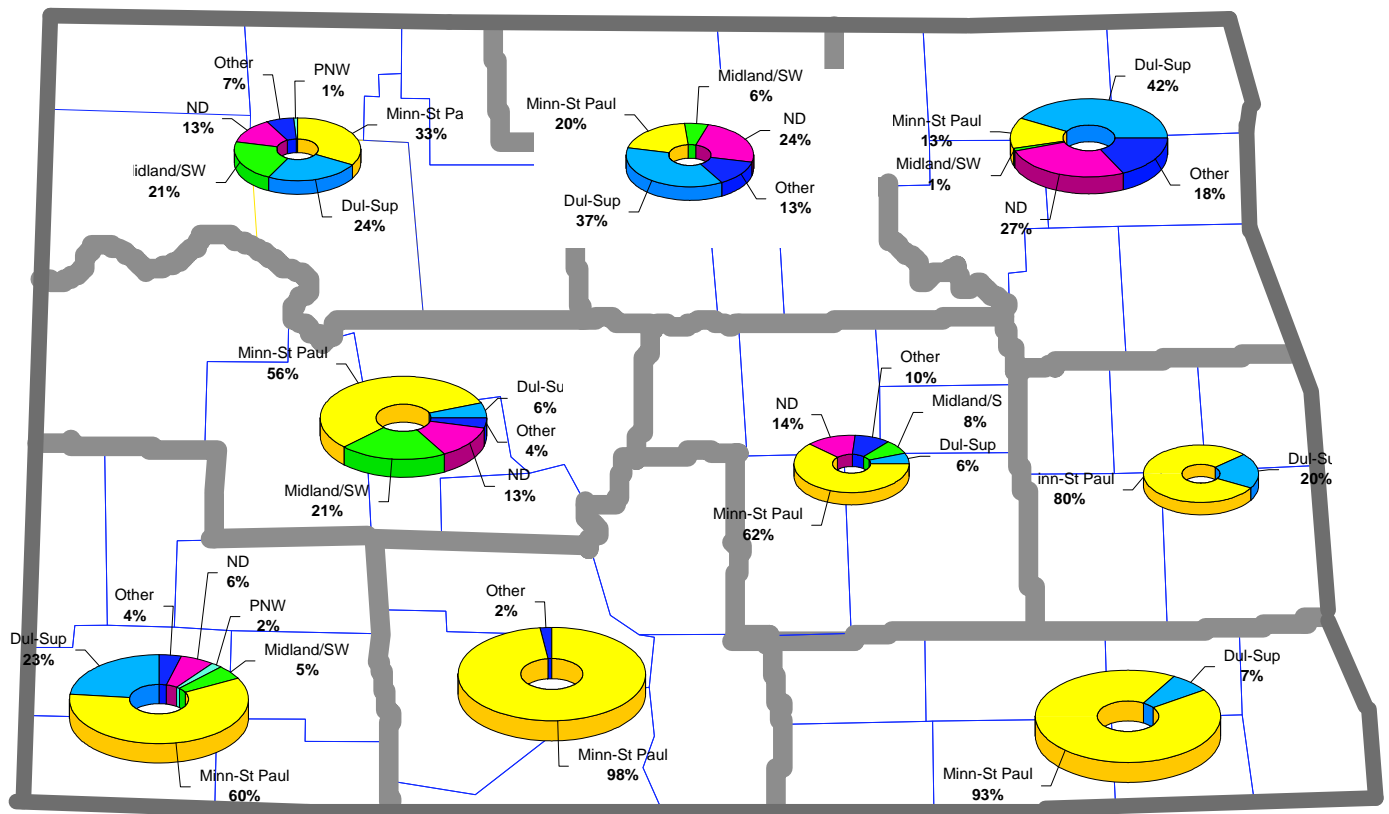 Other
7%
PNW
1%
ND
13%
Minn-St Pa
33%
idland/SW
21%
Dul-Sup
24%
Midland/SW
6%
Minn-St Paul
20%
ND
24%
Other
13%
Dul-Sup
37%
Dul-Sup
42%
Minn-St Paul
13%
Midland/SW
1%
Other
18%
ND
27%
Minn-St Paul
56%
Dul-Su
6%
Other
4%
ND
13%
Midland/SW
21%
Other
10%
ND
14%
Midland/S
8%
Dul-Sup
6%
Minn-St Paul
62%
Dul-Su
20%
inn-St Paul
80%
ND
6%
Other
4%
PNW
2%
Dul-Sup
23%
Midland/SW
5%
Minn-St Paul
60%
Other
2%
Minn-St Paul
98%
Dul-Sup
7%
Minn-St Paul
93%